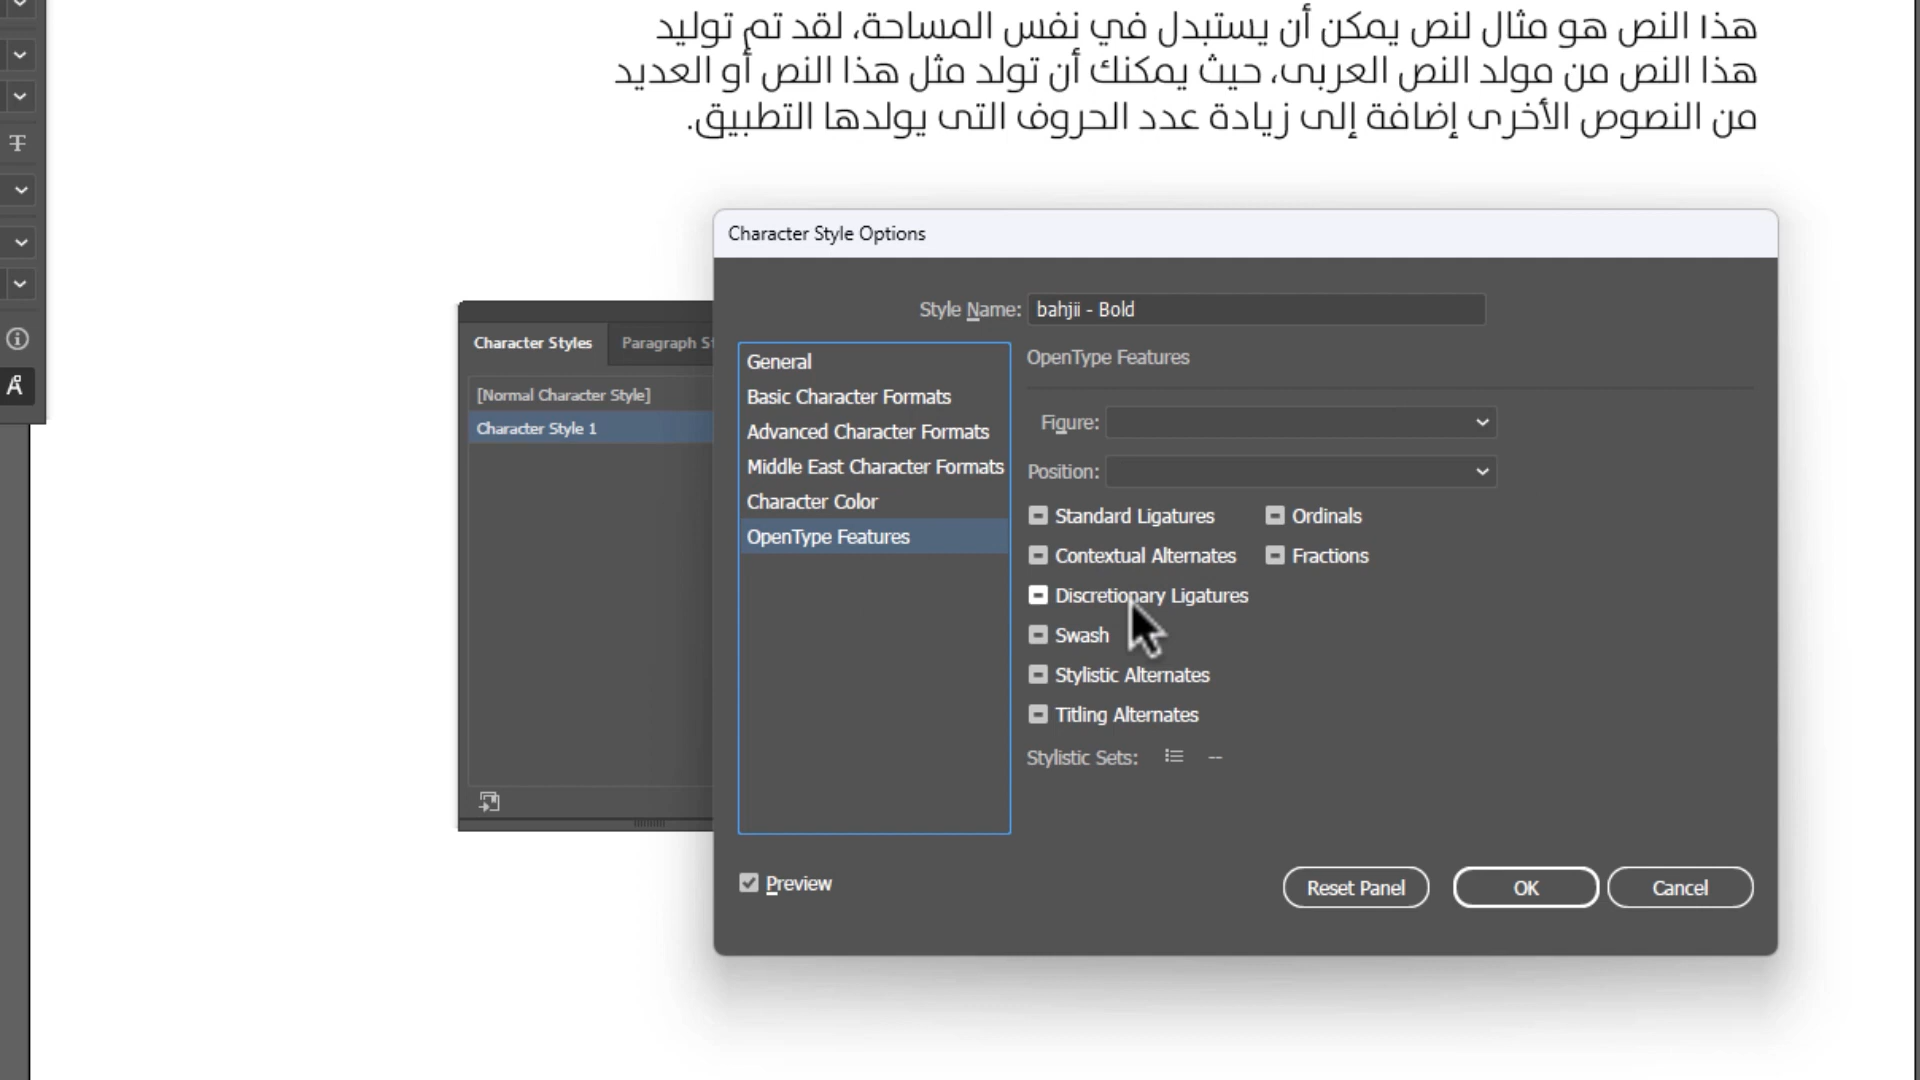 هذا النص هو مثال لنص يمكن أن يستبدل في نفس المساحة، لقد تم توليد
هذا النص من مولد النص العربى، حيث يمكنك أن تولد مثل هذا النص أو العديد
من النصوص الأخرى إضافة إلى زيادة عدد الحروف التى يولدها التطبيق.
Character Style Options
Style Name: bahjii - Bold
Character Styles
Paragraph St
[Normal Character Style]
Character Style 1
General
Basic Character Formats
Advanced Character Formats
Middle East Character Formats
Character Color
OpenType Features
OpenType Features
Figure:
Position:
Standard Ligatures
Ordinals
Contextual Alternates
Fractions
Discretionary Ligatures
Swash
Stylistic Alternates
Titling Alternates
Stylistic Sets: --
Preview
Reset Panel
OK
Cancel